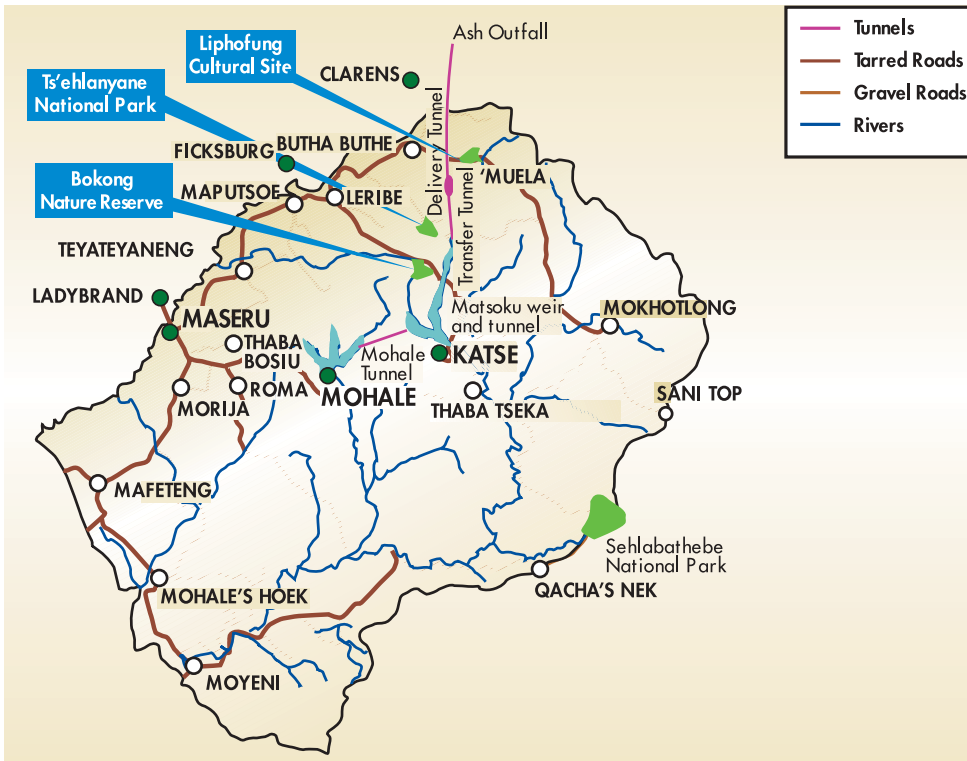 Ash Outfall
Liphofung
Cultural Site
CLARENS
Ts'ehlanyane
National Park
Delivery Tunnel
FICKSBURG
BUTHA BUTHE
'MUELA
Bokong
Nature Reserve
MAPUTSOE
LERIBE
Transfer Tunnel
TEYATEYANENG
LADYBRAND
MASERU
Matsoku weir
and tunnel
MOKHOTLONG
THABA
BOSIU
Mohale
Tunnel
KATSE
ROMA
MOHALE
MORIJA
THABA TSEKA
SANI TOP
MAFETENG
Sehlabathebe
National Park
QACHA'S NEK
MOHALE'S HOEK
MOYENI
Tunnels
Tarred Roads
Gravel Roads
Rivers